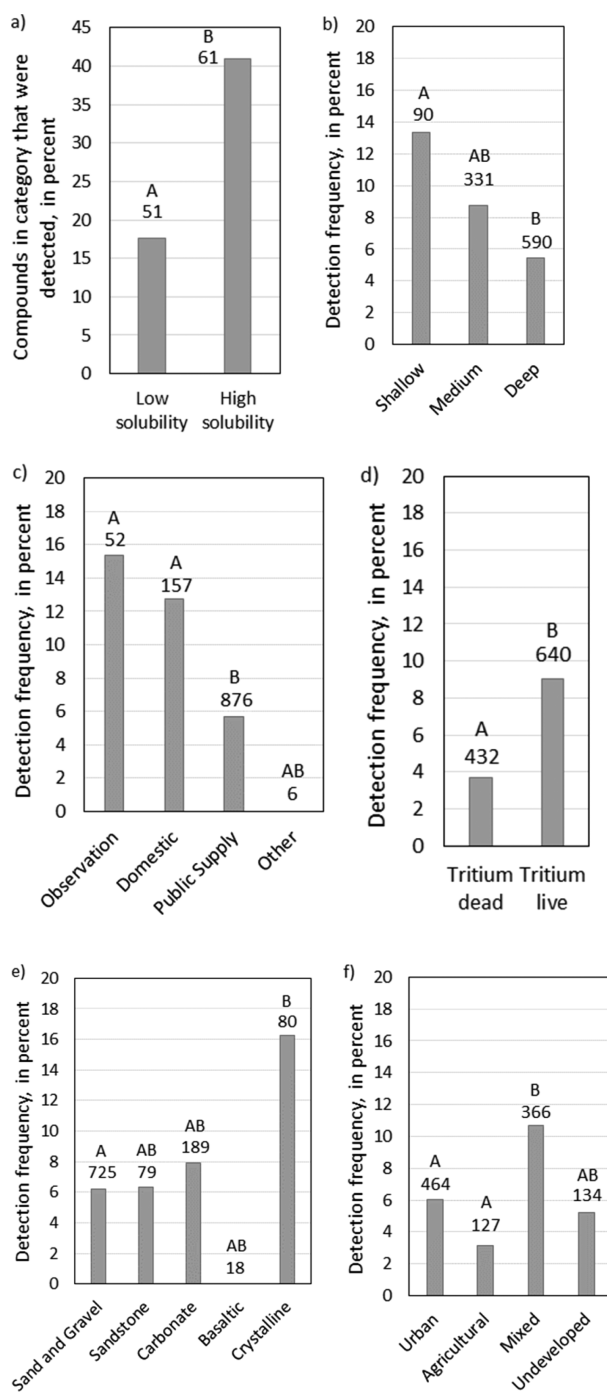 a)
Compounds in category that were
detected, in percent
45
40
35
30
25
20
15
10
5
0
A
51
B
61
Low
solubility
High
solubility
b)
Detection frequency, in percent
20
18
16
14
12
10
8
6
4
2
0
A
90
AB
331
B
590
Shallow
Medium
Deep
c)
Detection frequency, in percent
20
18
16
14
12
10
8
6
4
2
0
A
52
A
157
B
876
AB
6
Observation
Domestic
Public Supply
Other
d)
Detection frequency, in percent
20
18
16
14
12
10
8
6
4
2
0
A
432
B
640
Tritium
dead
Tritium
live
e)
Detection frequency, in percent
20
18
16
14
12
10
8
6
4
2
0
A
725
AB
79
AB
189
AB
18
B
80
Sand and Gravel
Sandstone
Carbonate
Basaltic
Crystalline
f)
Detection frequency, in percent
20
18
16
14
12
10
8
6
4
2
0
A
464
A
127
B
366
AB
134
Urban
Agricultural
Mixed
Undeveloped